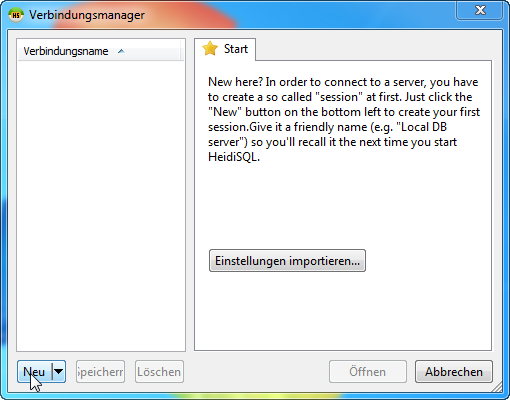 HS Verbindungsmanager
Verbindungsname
Start
New here? In order to connect to a server, you have
to create a so called "session" at first. Just click the
"New" button on the bottom left to create your first
session.Give it a friendly name (e.g. "Local DB
server") so you'll recall it the next time you start
HeidiSQL.
Einstellungen importieren...
Neu Speichern Löschen Öffnen Abbrechen